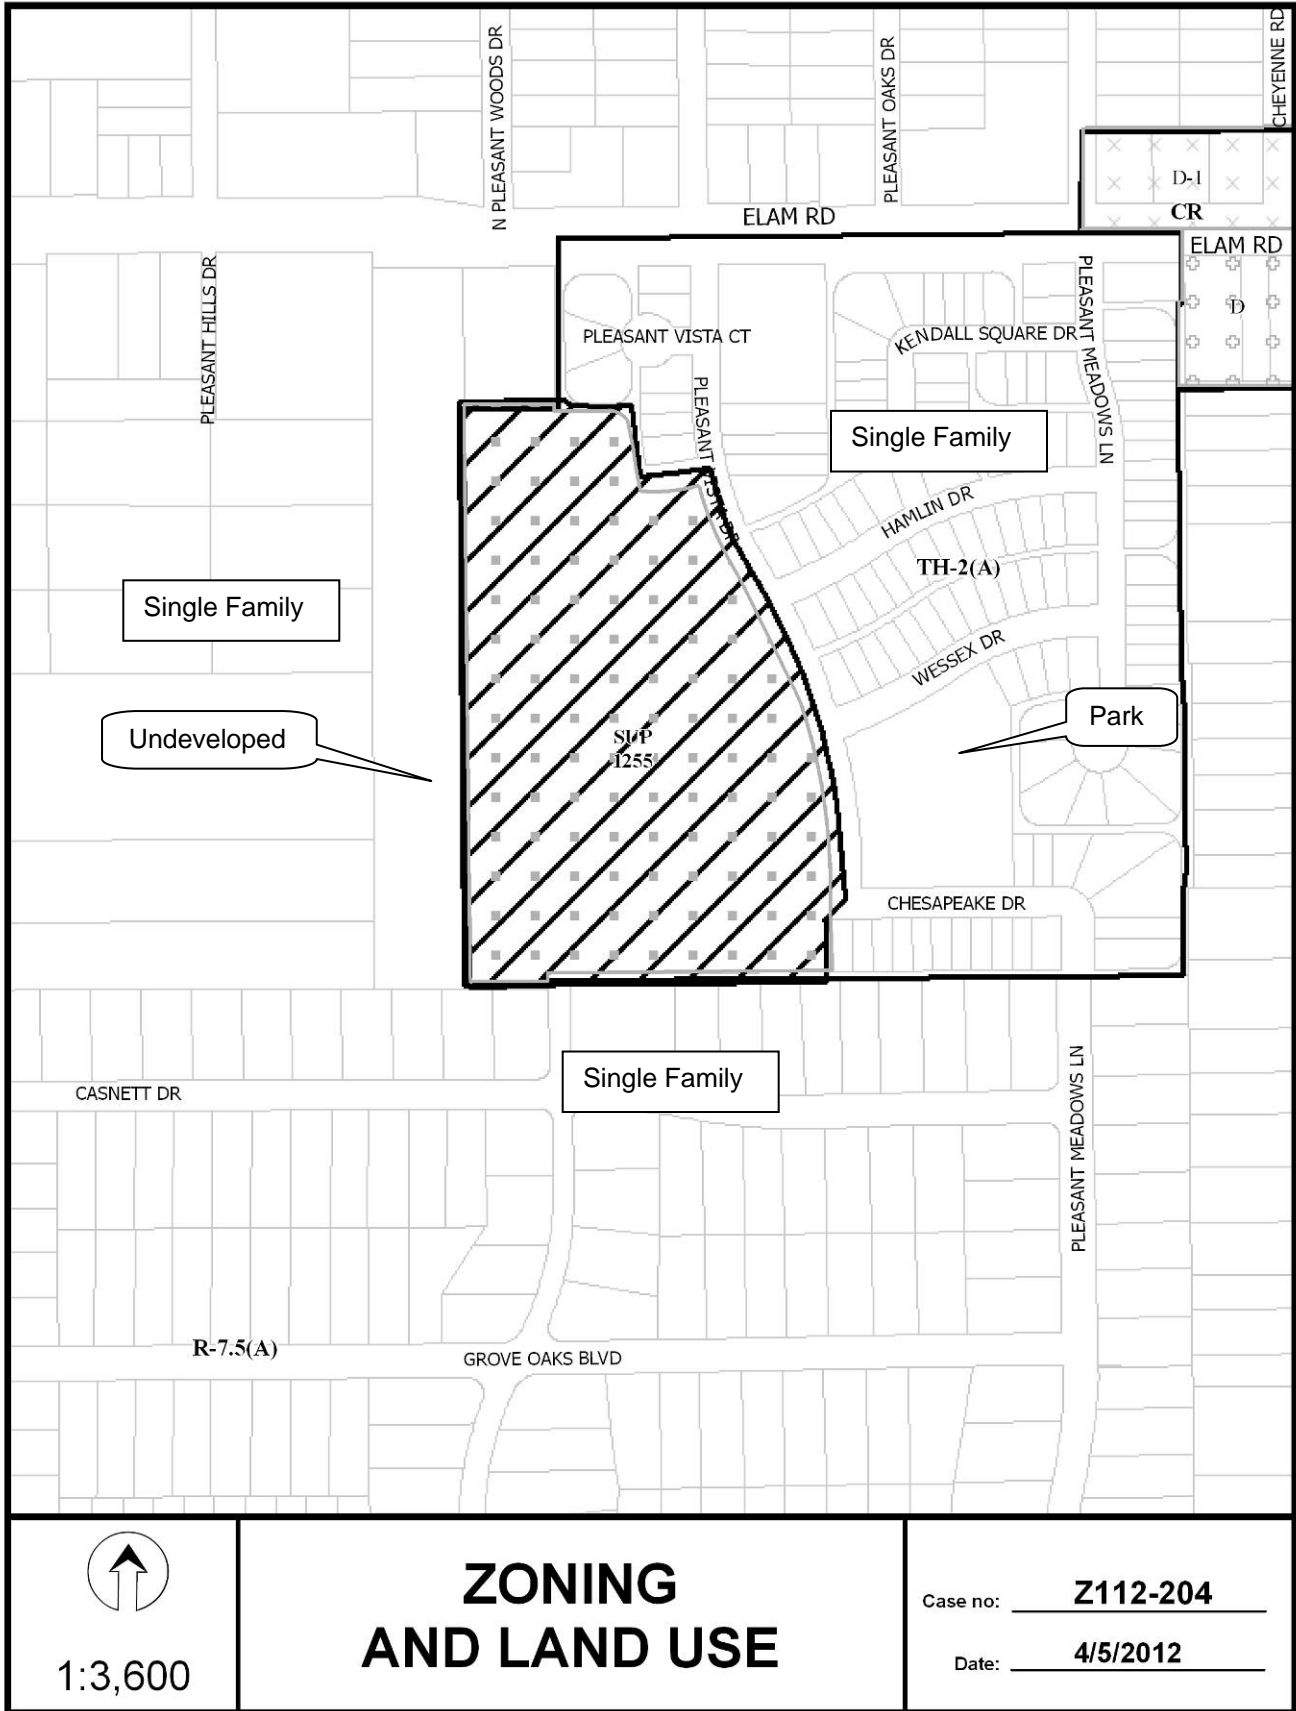 N PLEASANT WOODS DR
PLEASANT OAKS DR
CHEYENNE RD
D-1
CR
ELAM RD
ELAM RD
PLEASANT HILLS DR
PLEASANT MEADOWS LN
D
PLEASANT VISTA CT
KENDALL SQUARE DR
PLEASANT VISTA DR
Single Family
HAMLIN DR
TH-2(A)
Single Family
WESSEX DR
Park
Undeveloped
SUP
1255
CHESAPEAKE DR
Single Family
CASNETT DR
PLEASANT MEADOWS LN
R-7.5(A)
GROVE OAKS BLVD
1:3,600
ZONING
AND LAND USE
Case no: Z112-204
Date: 4/5/2012